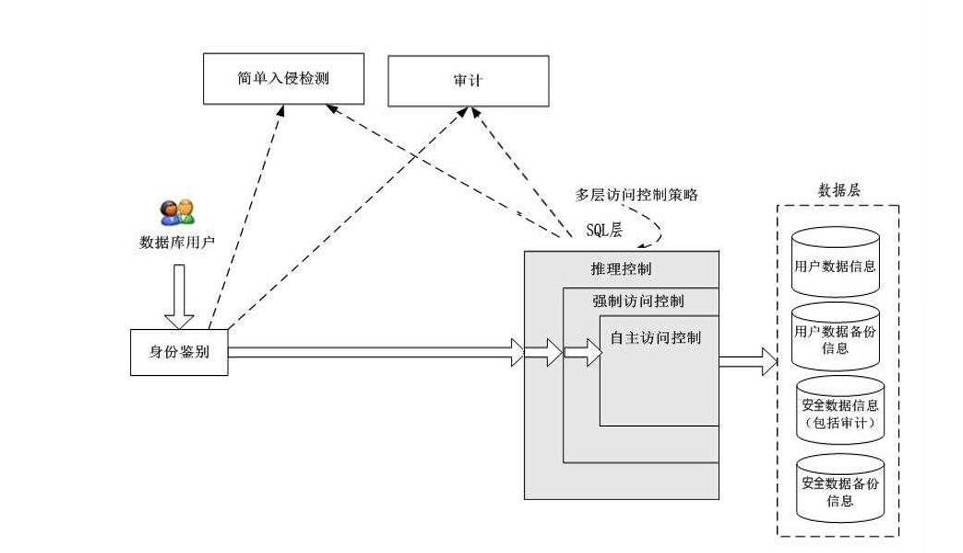 简单入侵检测
审计
多层访问控制策略
数据层
SQL层
数据库用户
推理控制
用户数据信息
强制访问控制
身份鉴别
自主访问控制
用户数据备份
信息
安全数据信息
(包括审计)
安全数据备份
信息